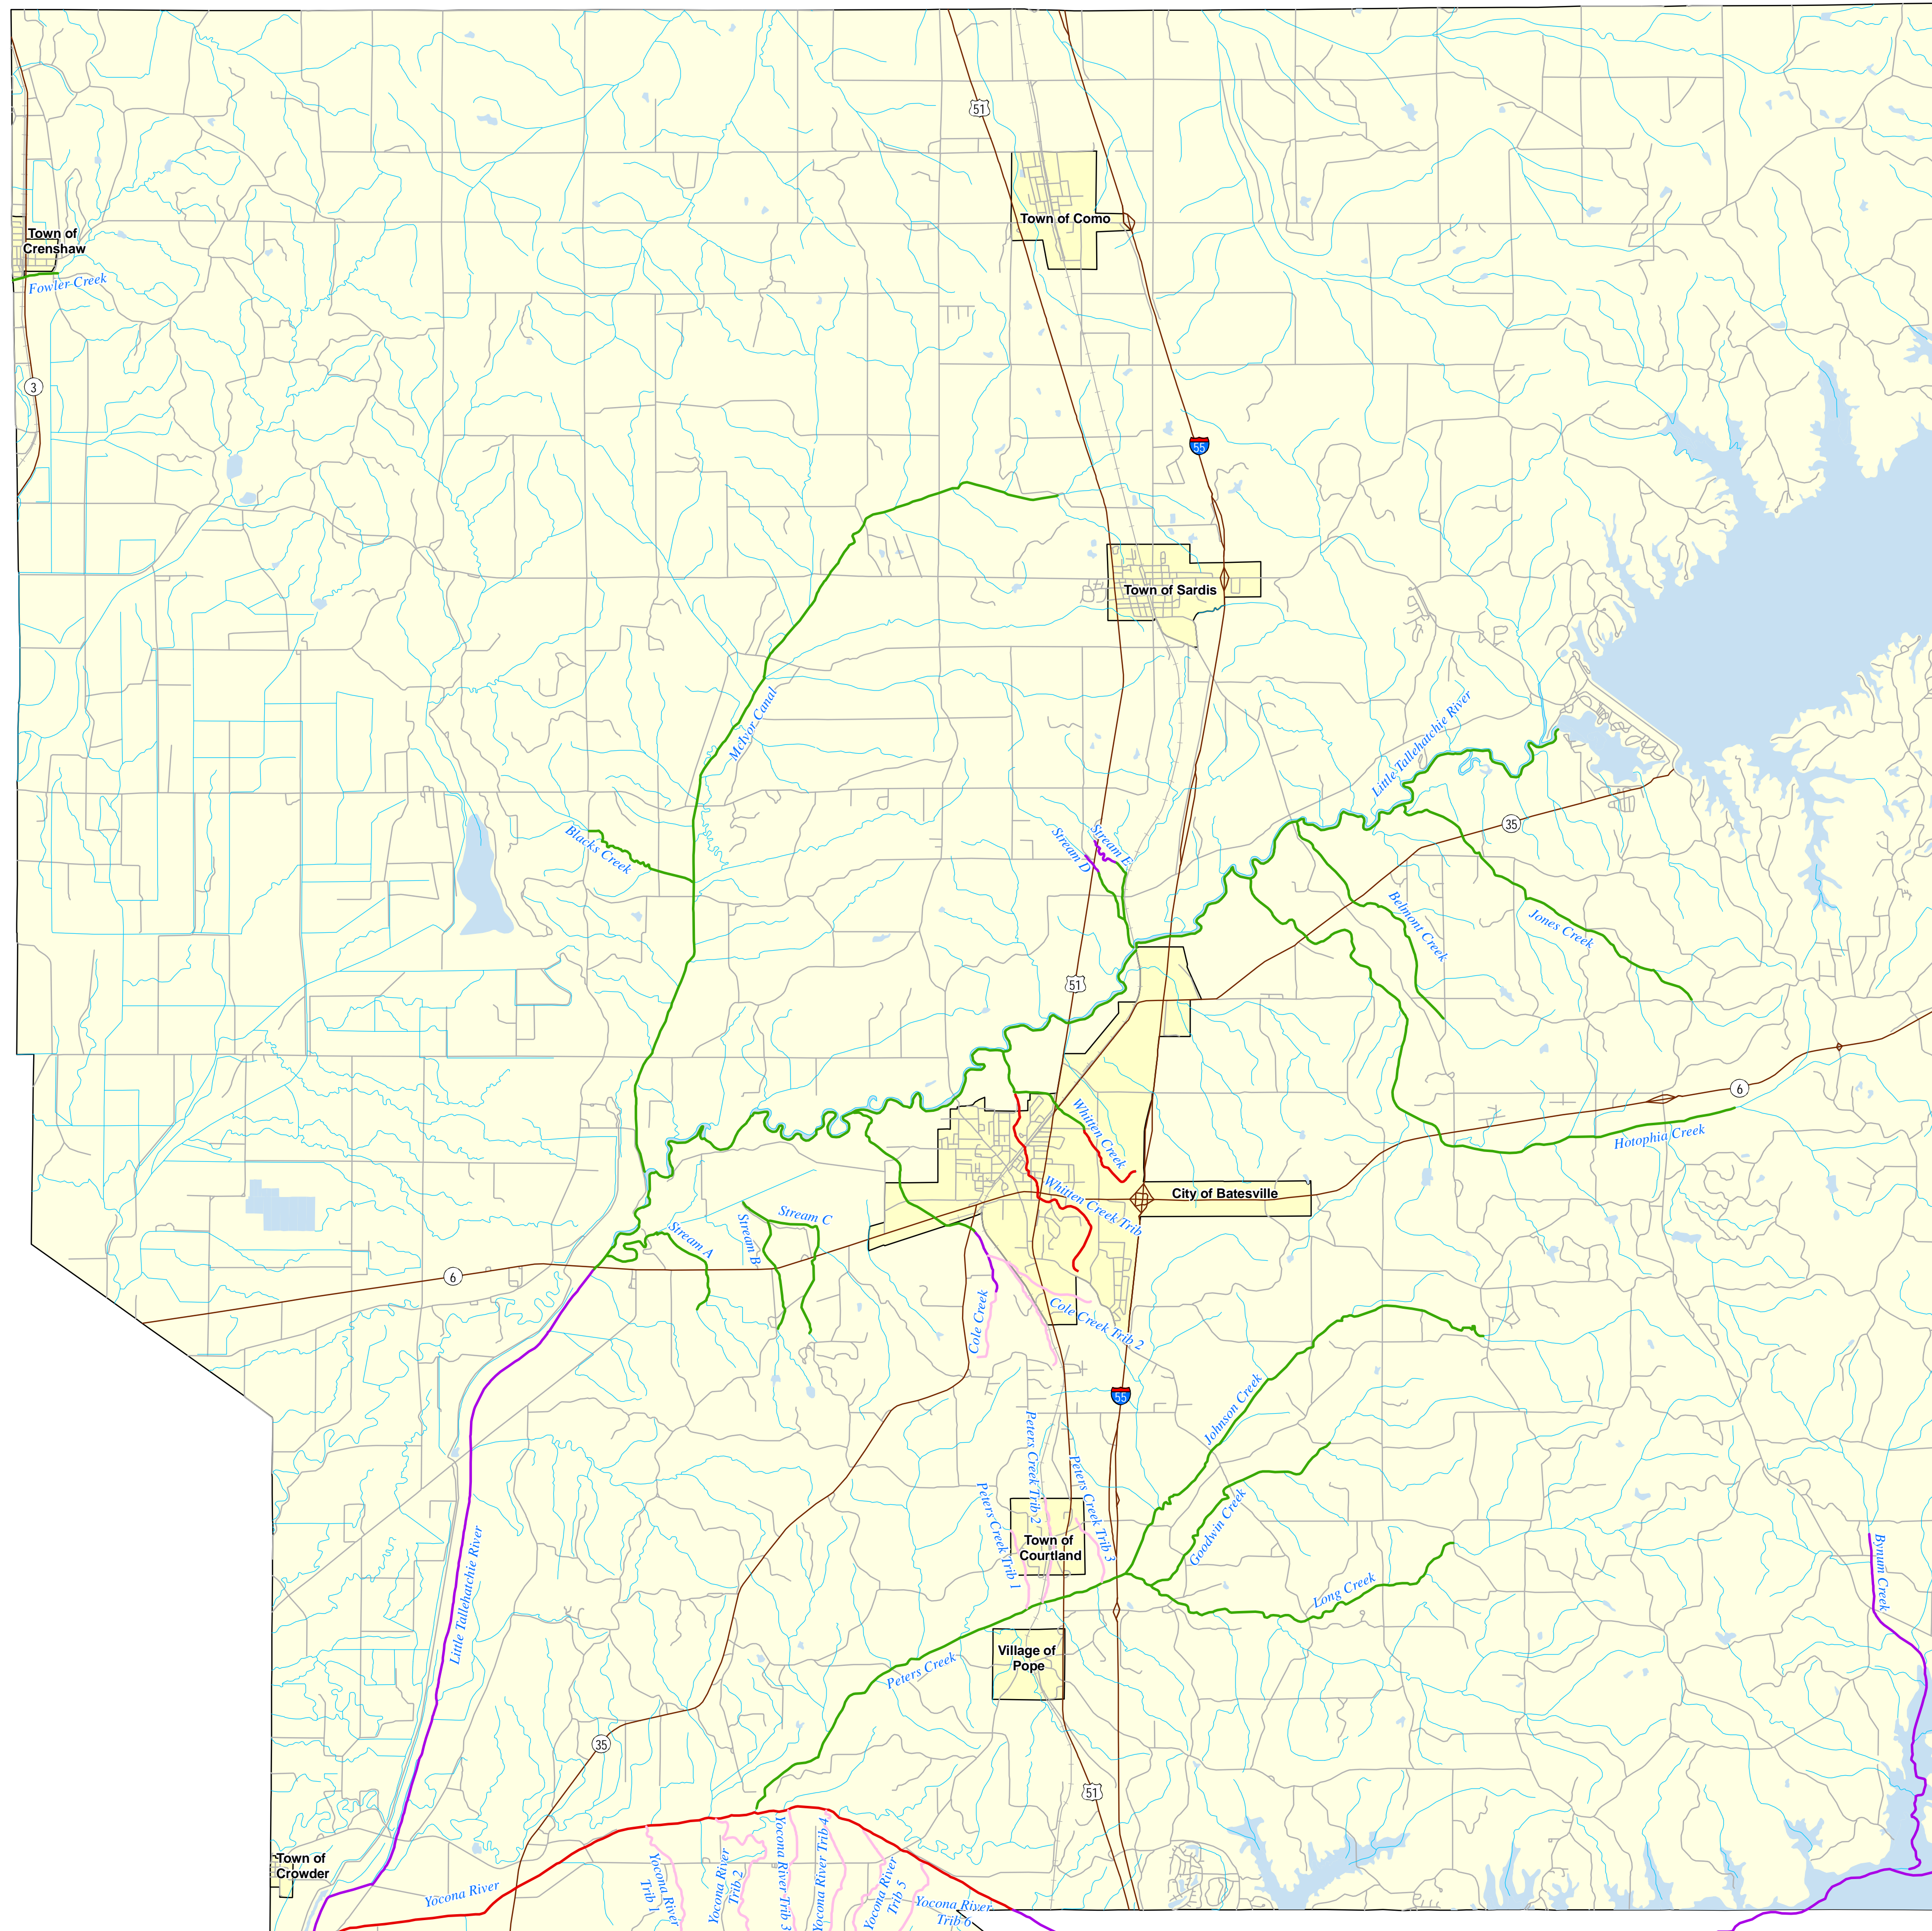 51
Town of Como
Town of
Crenshaw
Fowler Creek
3
55
Town of Sardis
McIvor Canal
Little Tallehatchie River
35
Blacks Creek
Stream D
Stream E
Belmont Creek
Jones Creek
51
6
Whitten Creek
Hotophia Creek
City of Batesville
Whitten Creek Trib
Stream A
Stream B
Stream C
6
Cole Creek
Cole Creek Trib 2
55
Johnson Creek
Peters Creek Trib 2
Peters Creek Trib 1
Peters Creek Trib 3
Goodwin Creek
Town of
Courtland
Little Tallehatchie River
Long Creek
Bynum Creek
Village of
Pope
Peters Creek
35
51
Town of
Crowder
Yocona River
Yocona River
Trib 1
Yocona River
Trib 2
Yocona River Trib 3
Yocona River Trib 4
Yocona River
Trib 5
Yocona River
Trib 6